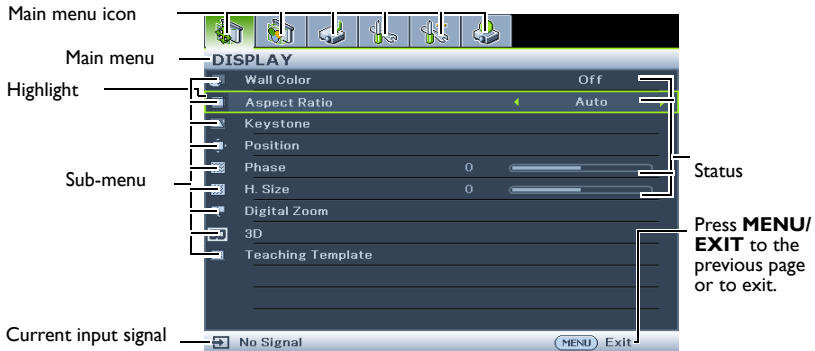 Main menu icon
Main menu
DISPLAY
Wall Color Off
Highlight
Aspect Ratio Auto
Keystone
Position
Phase 0
Status
Sub-menu
H. Size 0
Digital Zoom
3D
Teaching Template
Press MENU/
EXIT to the
previous page
or to exit.
Current input signal
No Signal
MENU Exit